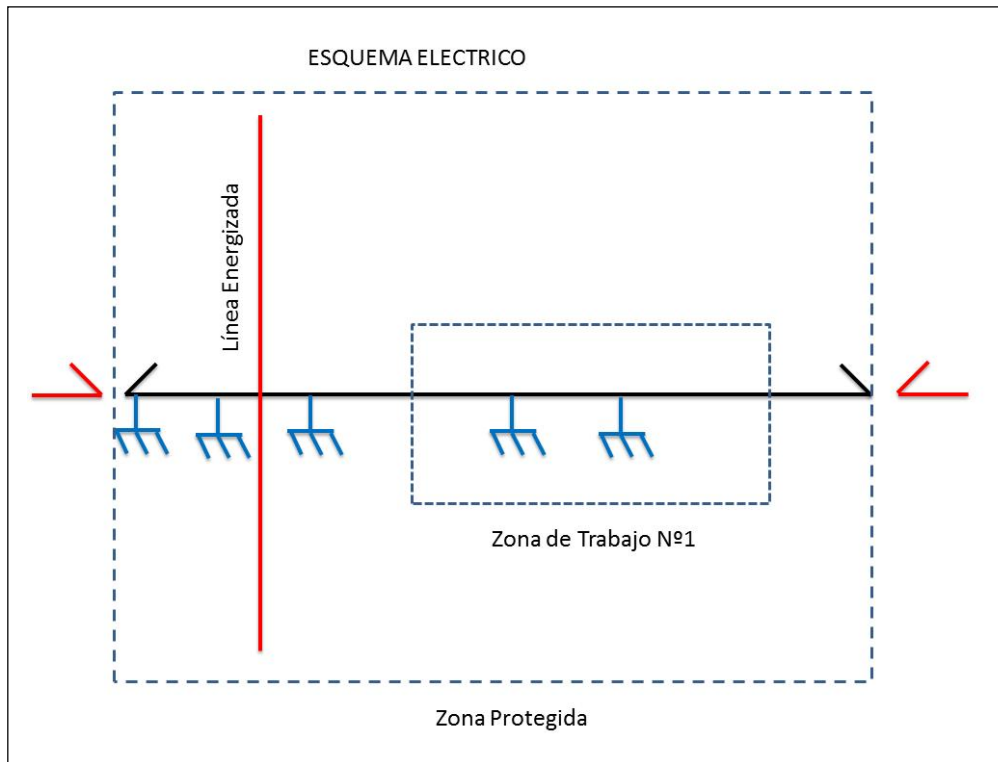 ESQUEMA ELECTRICO
Línea Energizada
Zona de Trabajo Nº1
Zona Protegida